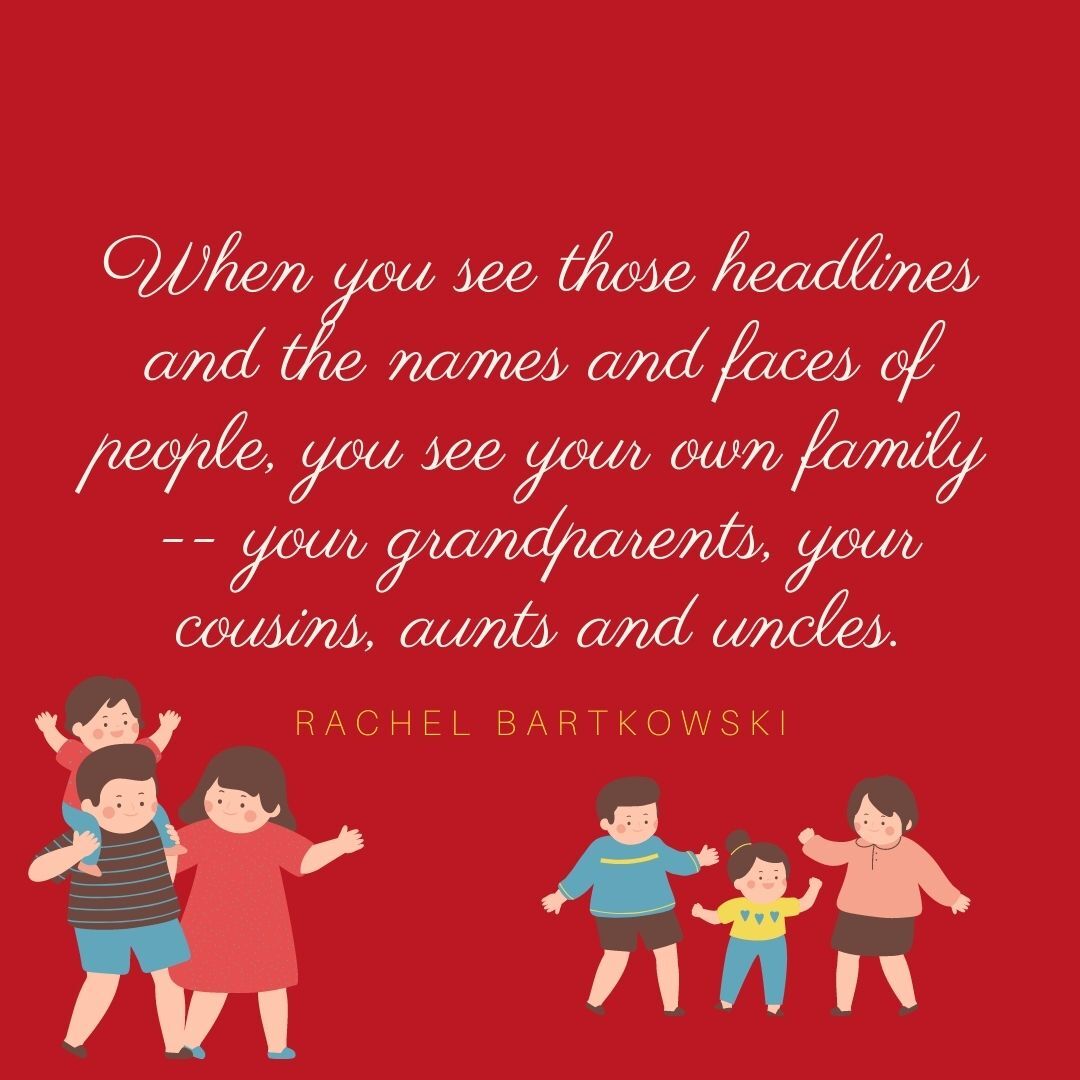 When you see those headlines
and the names and faces of
people, you see your own family
-- your grandparents, your
cousins, aunts and uncles.
RACHEL BARTKOWSKI